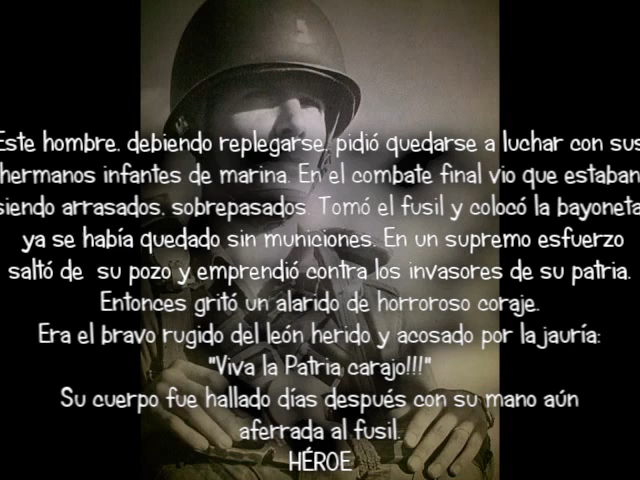 Este hombre, debiendo replegarse, pidió quedarse a luchar con sus
hermanos infantes de marina. En el combate final vio que estaban
siendo arrasados, sobrepasados. Tomó el fusil y colocó la bayoneta,
ya se había quedado sin municiones. En un supremo esfuerzo
saltó de su pozo y emprendió contra los invasores de su patria.
Entonces gritó un alarido de horroroso coraje.
Era el bravo rugido del león herido y acosado por la jauría:
"Viva la Patria carajo!!!"
Su cuerpo fue hallado días después con su mano aún
aferrada al fusil.
HÉROE